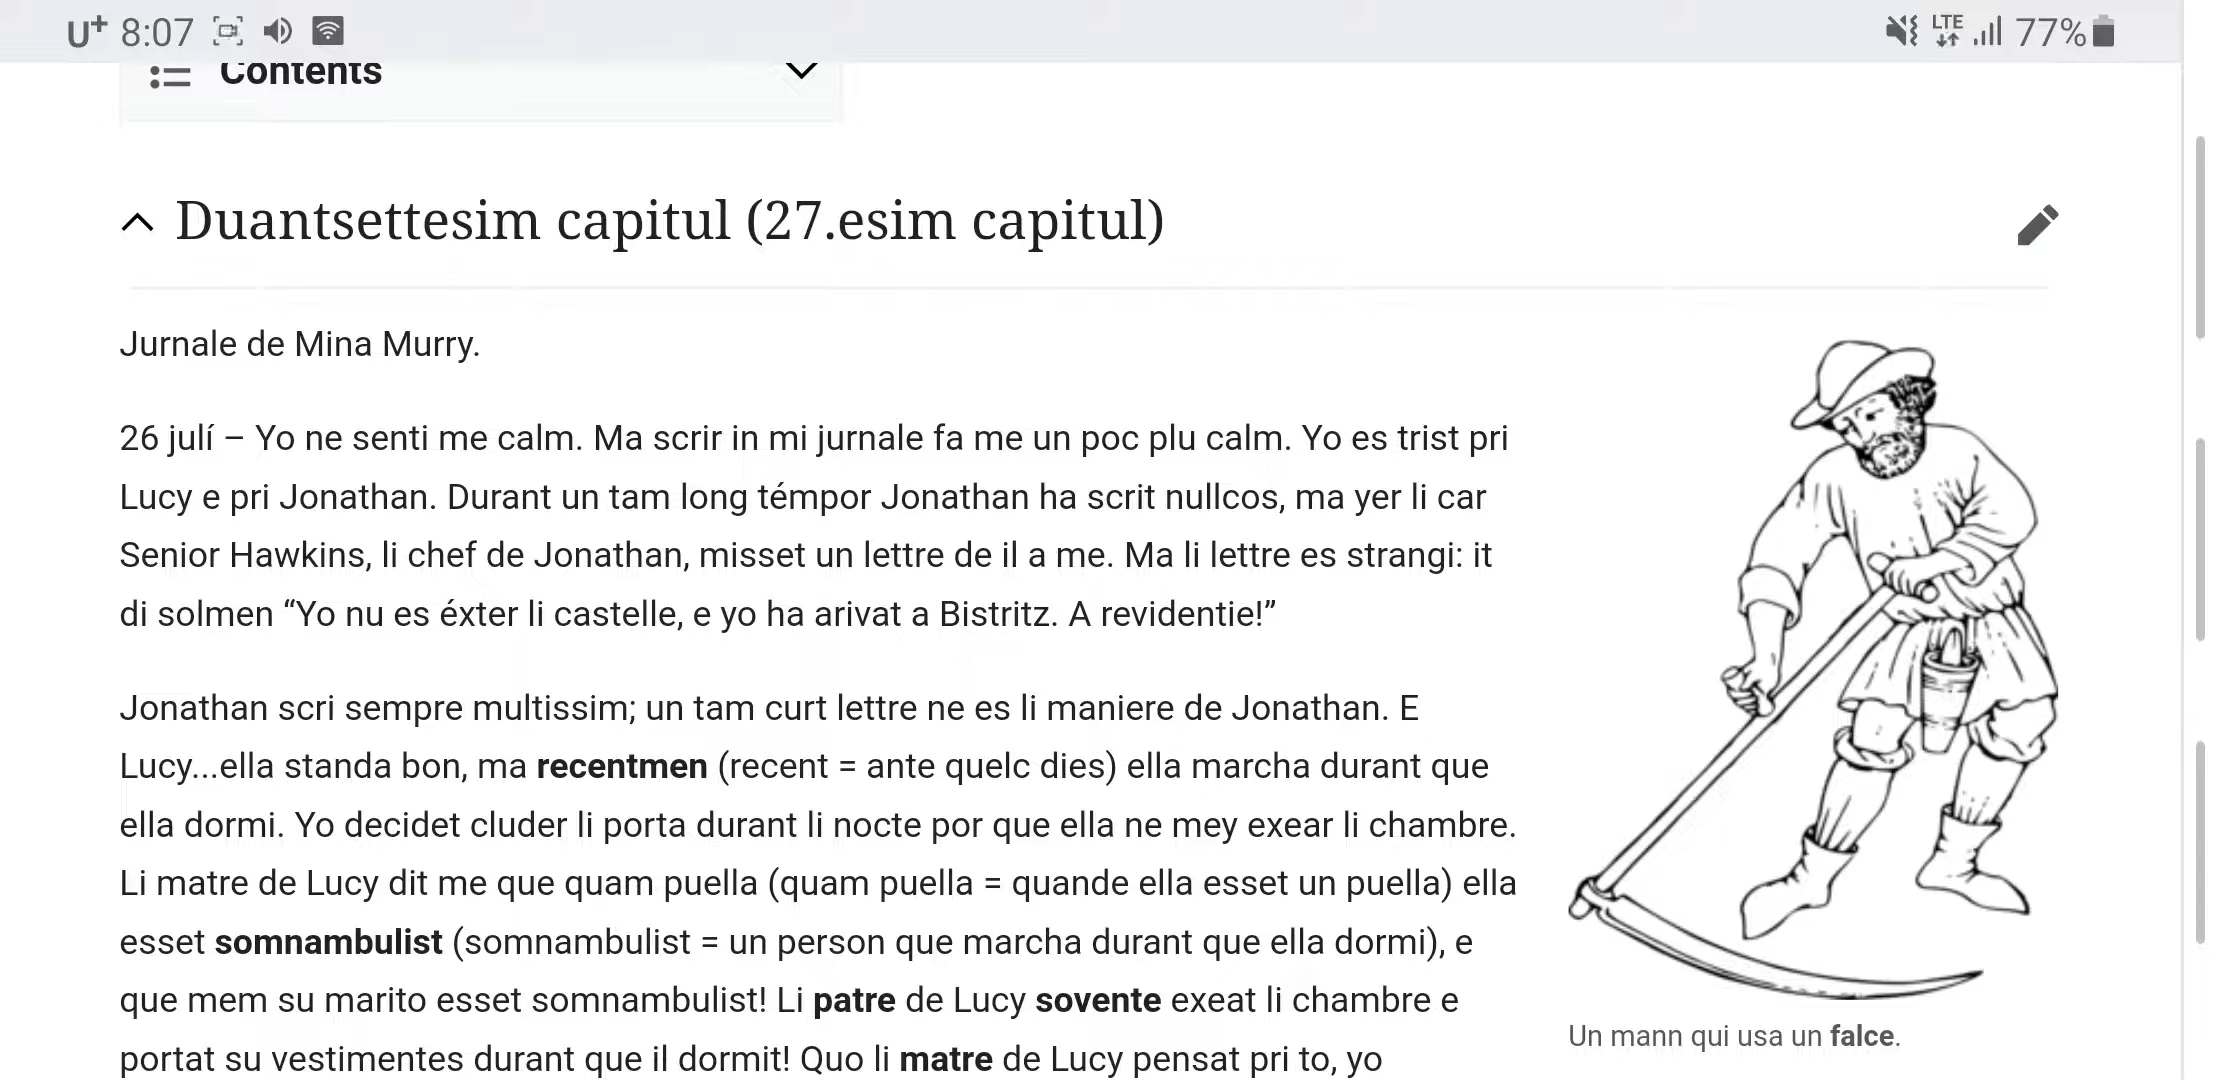 U+ 8:07 LTE 77%
Contents
Duantsettesim capitul (27.esim capitul)
Jurnale de Mina Murry.
26 julí – Yo ne senti me calm. Ma scrir in mi jurnale fa me un poc plu calm. Yo es trist pri
Lucy e pri Jonathan. Durant un tam long témpor Jonathan ha scrit nullcos, ma yer li car
Senior Hawkins, li chef de Jonathan, misset un lettre de il a me. Ma li lettre es strangi: it
di solmen “Yo nu es éxter li castelle, e yo ha arivat a Bistritz. A revidentie!”
Jonathan scri sempre multissim; un tam curt lettre ne es li maniere de Jonathan. E
Lucy...ella standa bon, ma recentmen (recent = ante quelc dies) ella marcha durant que
ella dormi. Yo decidet cluder li porta durant li nocte por que ella ne mey exear li chambre.
Li matre de Lucy dit me que quam puella (quam puella = quande ella esset un puella) ella
esset somnambulist (somnambulist = un person que marcha durant que ella dormi), e
que mem su marito esset somnambulist! Li patre de Lucy sovente exeat li chambre e
portat su vestimentes durant que il dormit! Quo li matre de Lucy pensat pri to, yo
Un mann qui usa un falce.